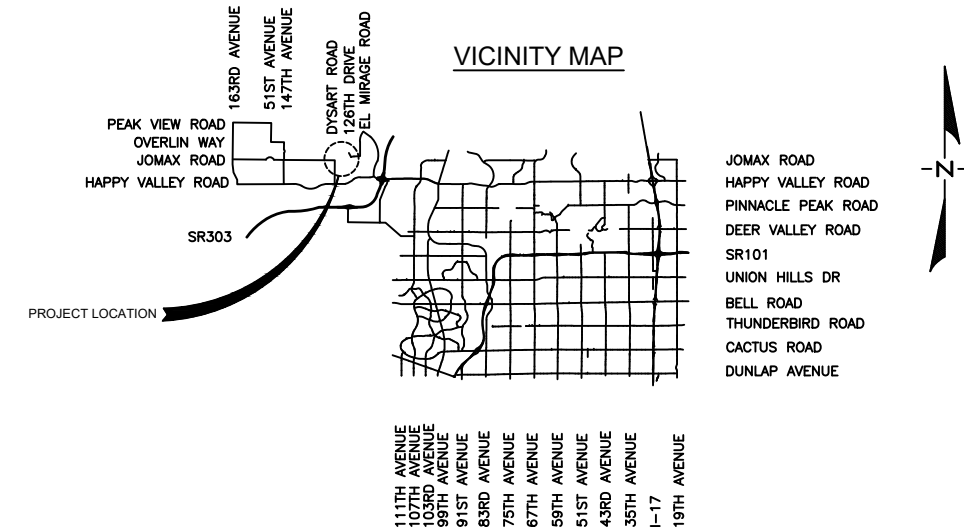 VICINITY MAP
163RD AVENUE
51ST AVENUE
147TH AVENUE
DYSART ROAD
126TH DRIVE
EL MIRAGE ROAD
PEAK VIEW ROAD
OVERLIN WAY
JOMAX ROAD
HAPPY VALLEY ROAD
SR303
PROJECT LOCATION
N
JOMAX ROAD
HAPPY VALLEY ROAD
PINNACLE PEAK ROAD
DEER VALLEY ROAD
SR101
UNION HILLS DR
BELL ROAD
THUNDERBIRD ROAD
CACTUS ROAD
DUNLAP AVENUE
111TH AVENUE
107TH AVENUE
103RD AVENUE
99TH AVENUE
91ST AVENUE
83RD AVENUE
75TH AVENUE
67TH AVENUE
59TH AVENUE
51ST AVENUE
43RD AVENUE
35TH AVENUE
I-17
19TH AVENUE